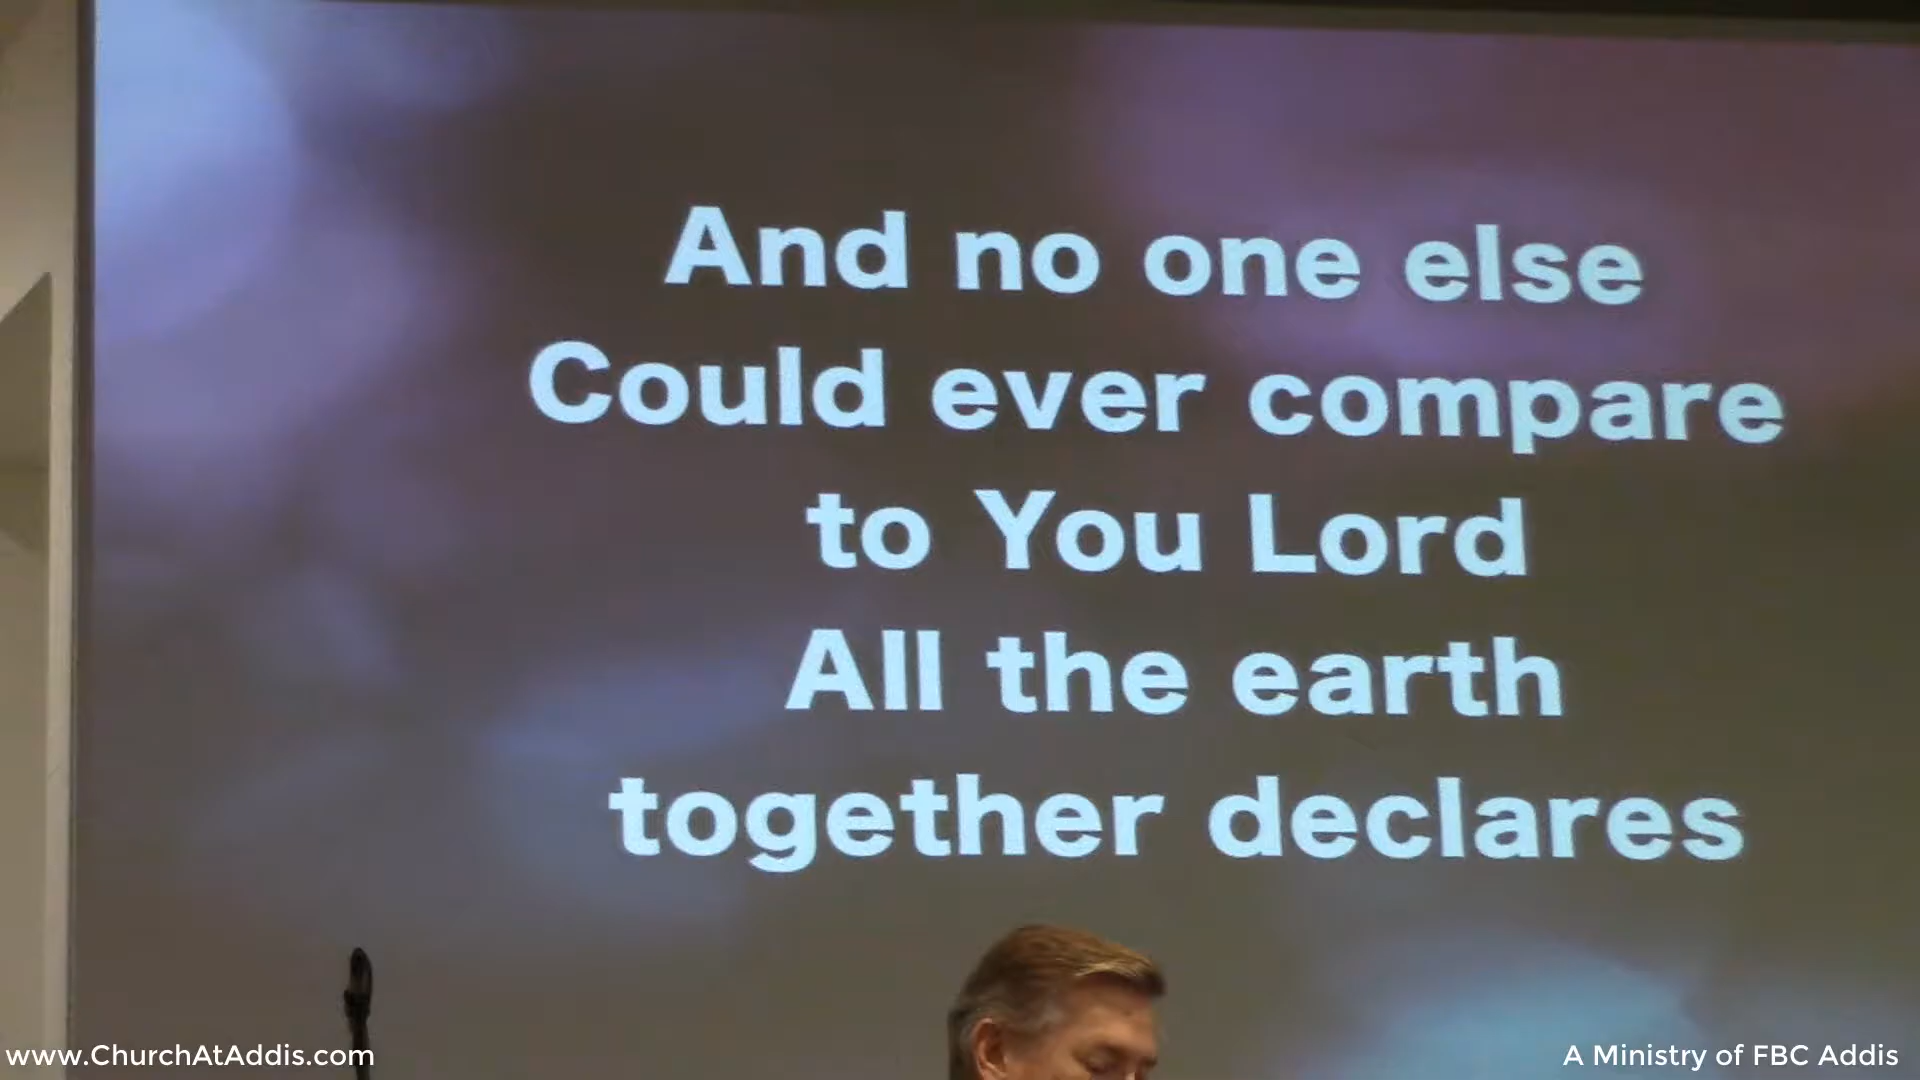 And no one else
Could ever compare
to You Lord
All the earth
together declares
www.ChurchAtAddis.com
A Ministry of FBC Addis